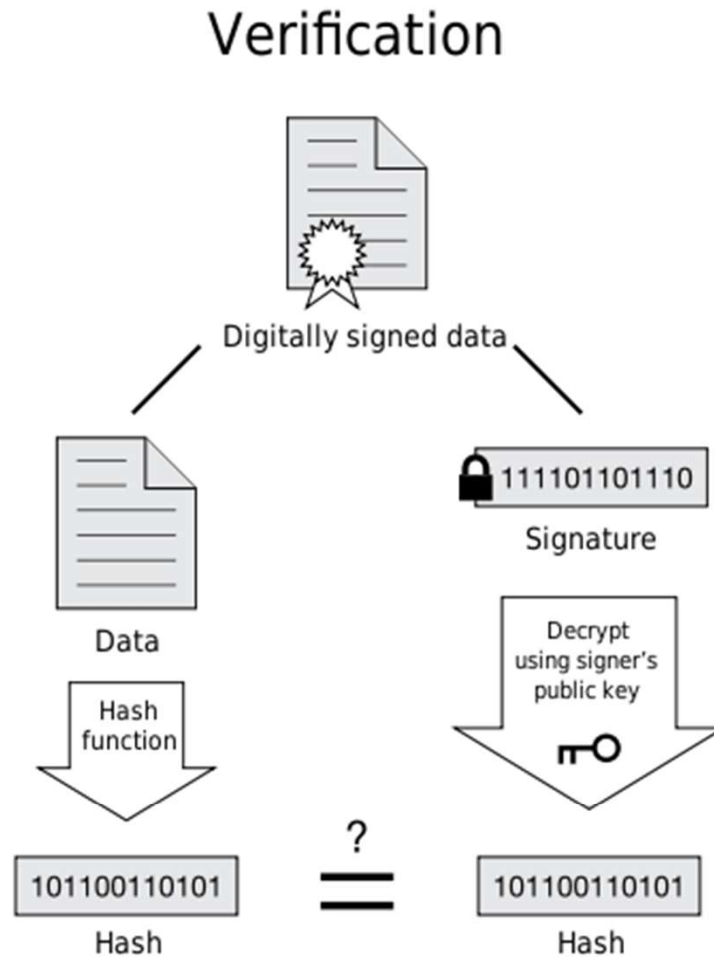 Verification
Digitally signed data
111101101110
Signature
Data
Decrypt
using signer's
public key
Hash
function
?
=
101100110101
101100110101
Hash
Hash